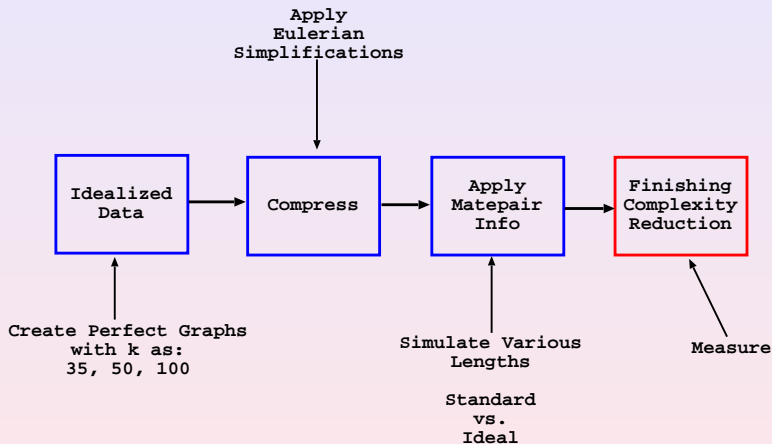 Apply
Eulerian
Simplifications
Idealized
Data
Compress
Apply
Matepair
Info
Finishing
Complexity
Reduction
Create Perfect Graphs
with k as:
35, 50, 100
Simulate Various
Lengths
Standard
vs.
Ideal
Measure